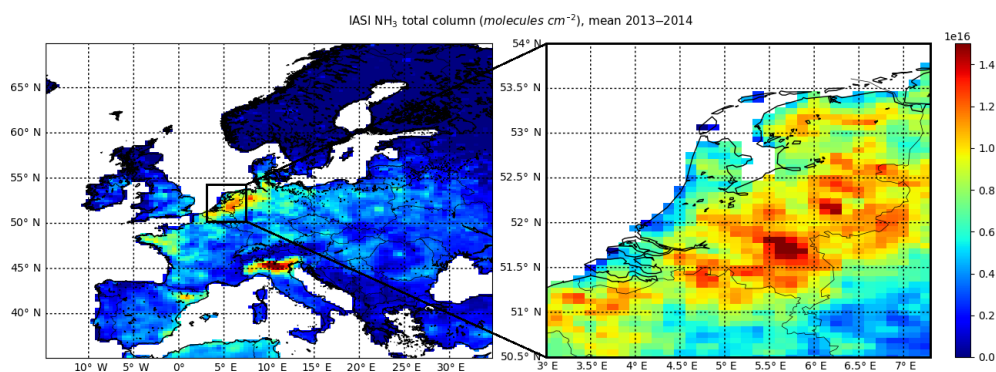 IASI NH₃ total column (molecules cm⁻²), mean 2013–2014
65° N
60° N
55° N
50° N
45° N
40° N
10° W 5° W 0° E 5° E 10° E 15° E 20° E 25° E 30° E
54° N
53.5° N
53° N
52.5° N
52° N
51.5° N
51° N
50.5° N
3° E 3.5° E 4° E 4.5° E 5° E 5.5° E 6° E 6.5° E 7° E
1e16
1.4
1.2
1.0
0.8
0.6
0.4
0.2
0.0